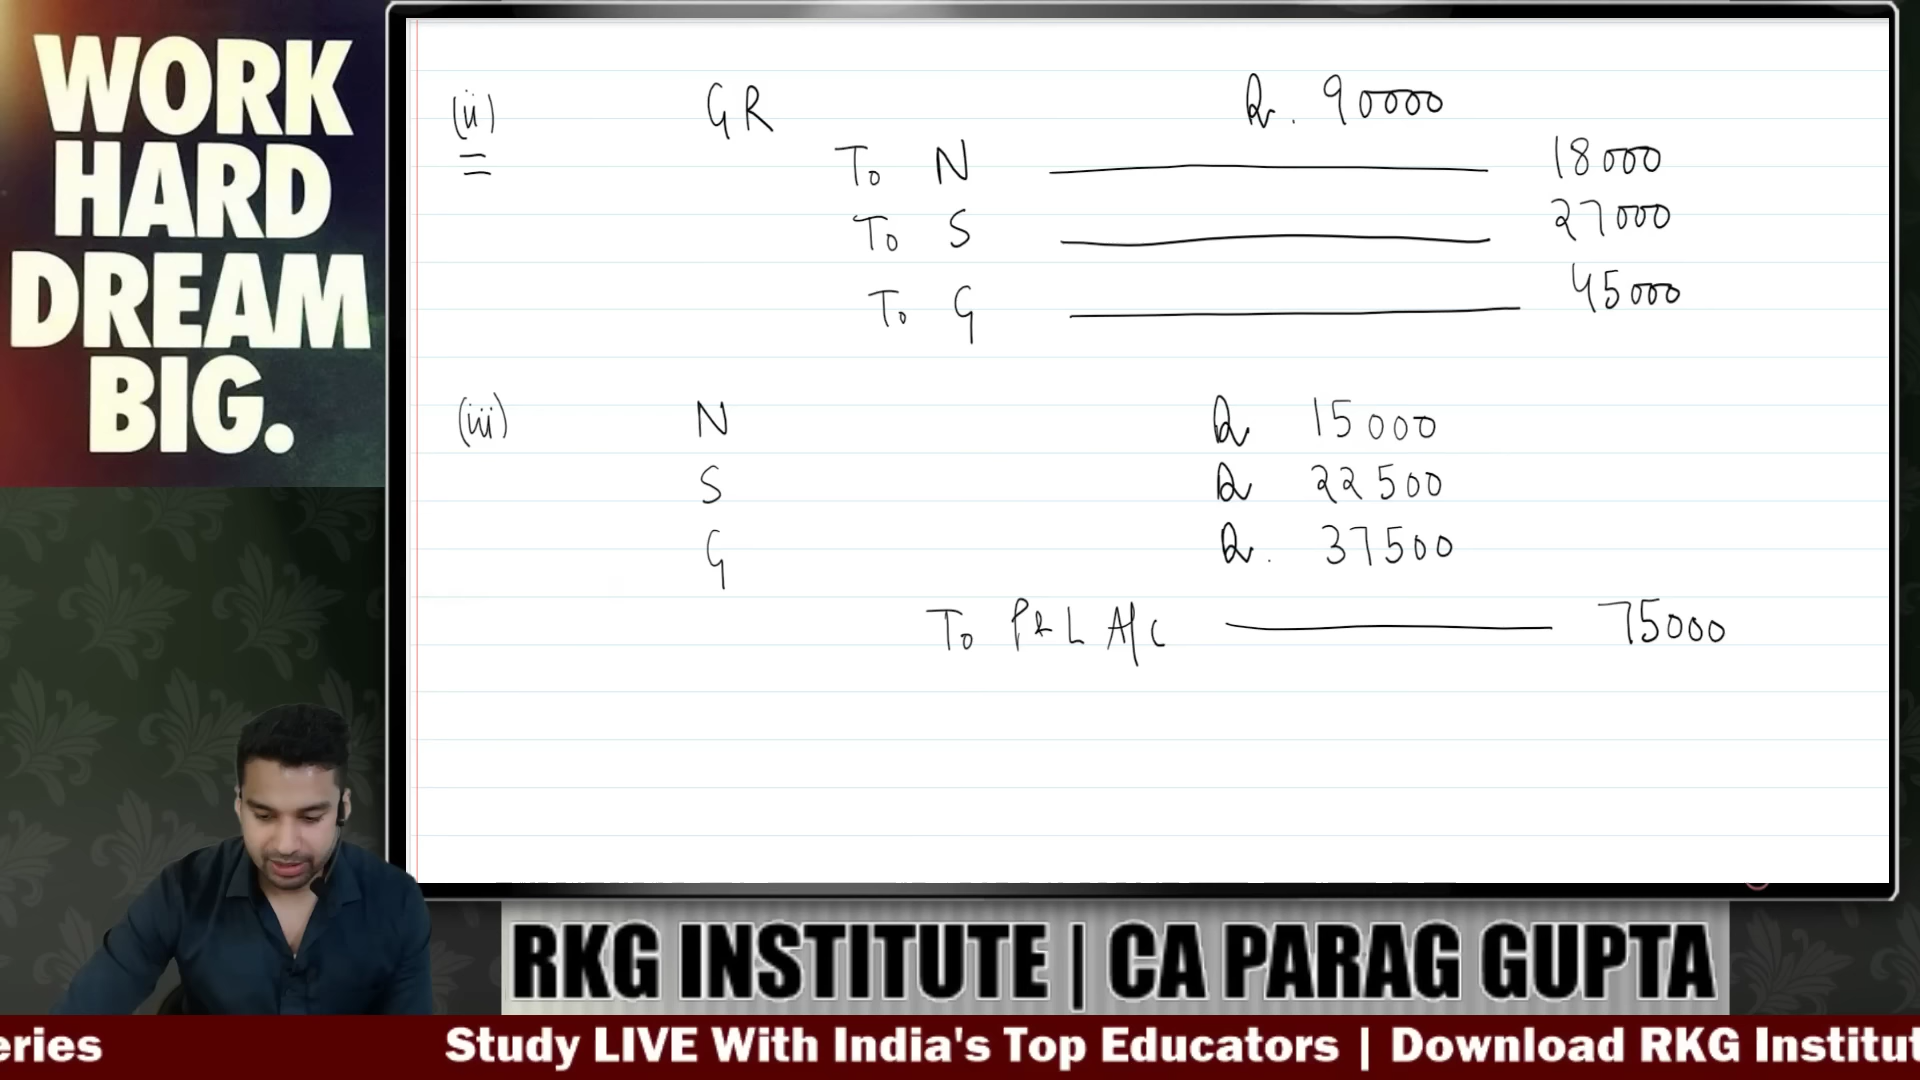 WORK
HARD
DREAM
BIG.
(ii) GR Dr. 90000
To N 18000
To S 27000
To G 45000
(iii) N Dr 15000
S Dr 22500
G Dr. 37500
To P & L A/c 75000
RKG INSTITUTE | CA PARAG GUPTA
eries Study LIVE With India's Top Educators | Download RKG Institut